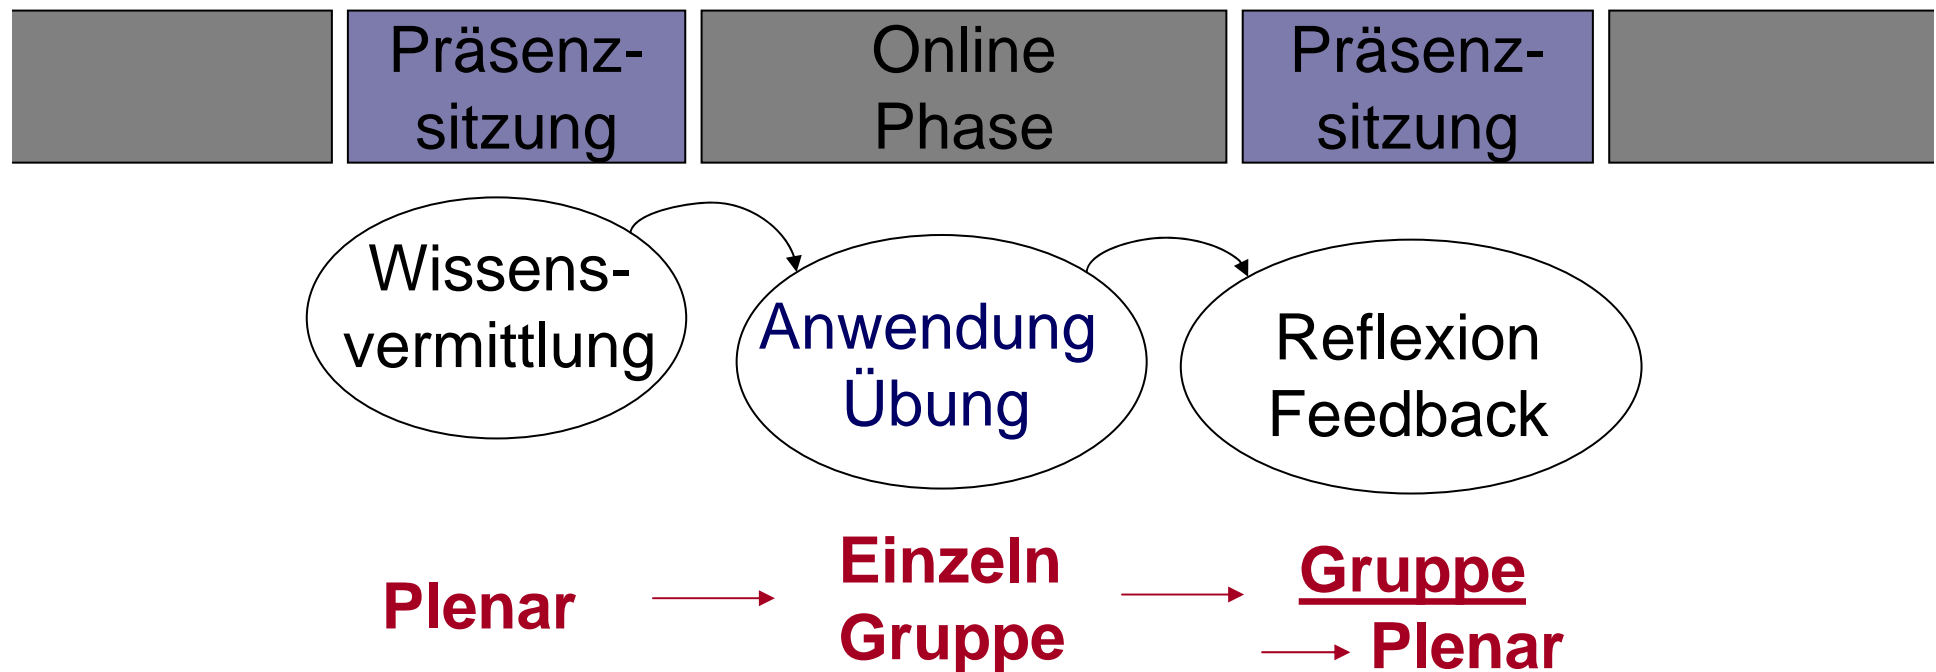 Präsenz-
sitzung
Online
Phase
Präsenz-
sitzung
Wissens-
vermittlung
Anwendung
Übung
Reflexion
Feedback
Plenar
Einzeln
Gruppe
Gruppe
Plenar